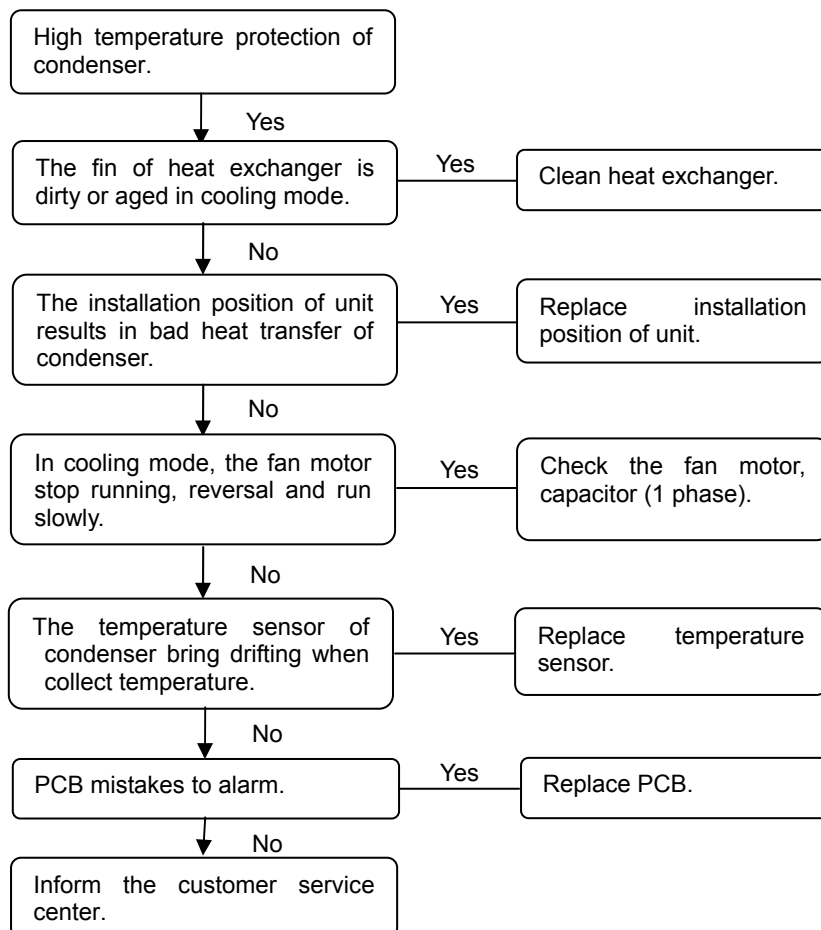 High temperature protection of
condenser.
Yes
The fin of heat exchanger is
dirty or aged in cooling mode.
Yes
Clean heat exchanger.
No
The installation position of unit
results in bad heat transfer of
condenser.
Yes
Replace installation
position of unit.
No
In cooling mode, the fan motor
stop running, reversal and run
slowly.
Yes
Check the fan motor,
capacitor (1 phase).
No
The temperature sensor of
condenser bring drifting when
collect temperature.
Yes
Replace temperature
sensor.
No
PCB mistakes to alarm.
Yes
Replace PCB.
No
Inform the customer service
center.